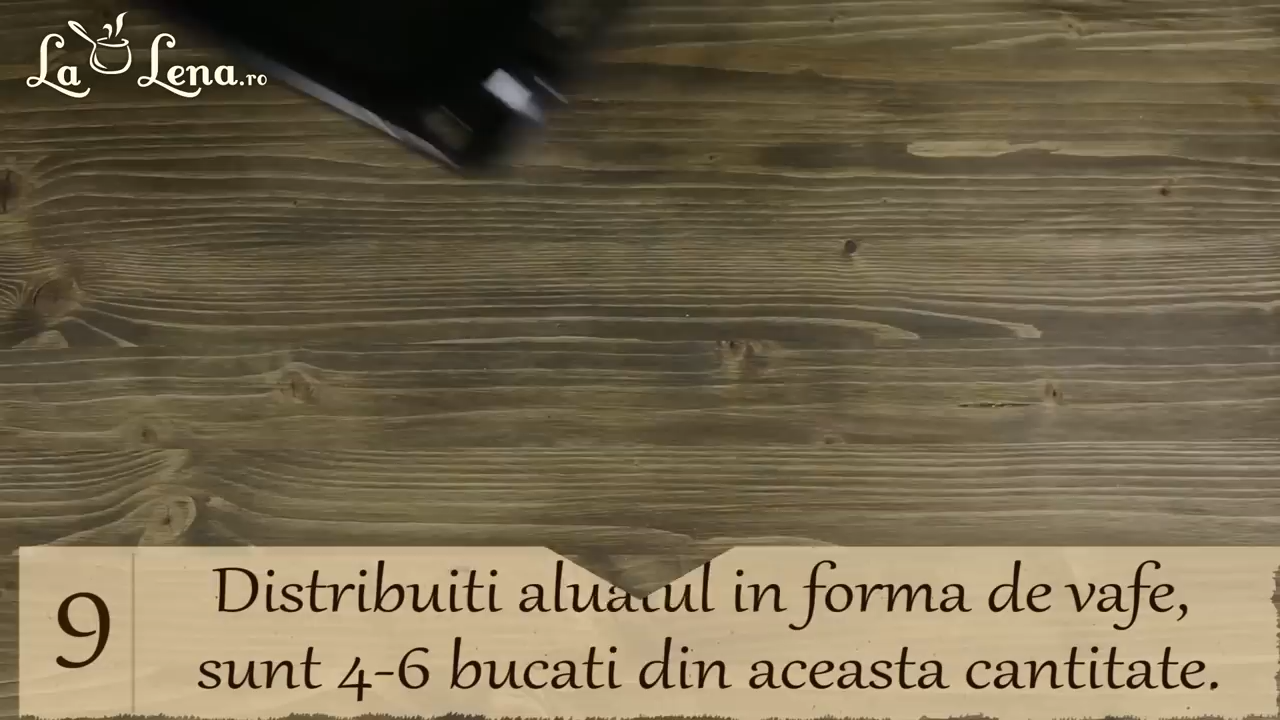 La Lena.ro
9
Distribuiti aluatul in forma de vafe,
sunt 4-6 bucati din aceasta cantitate.